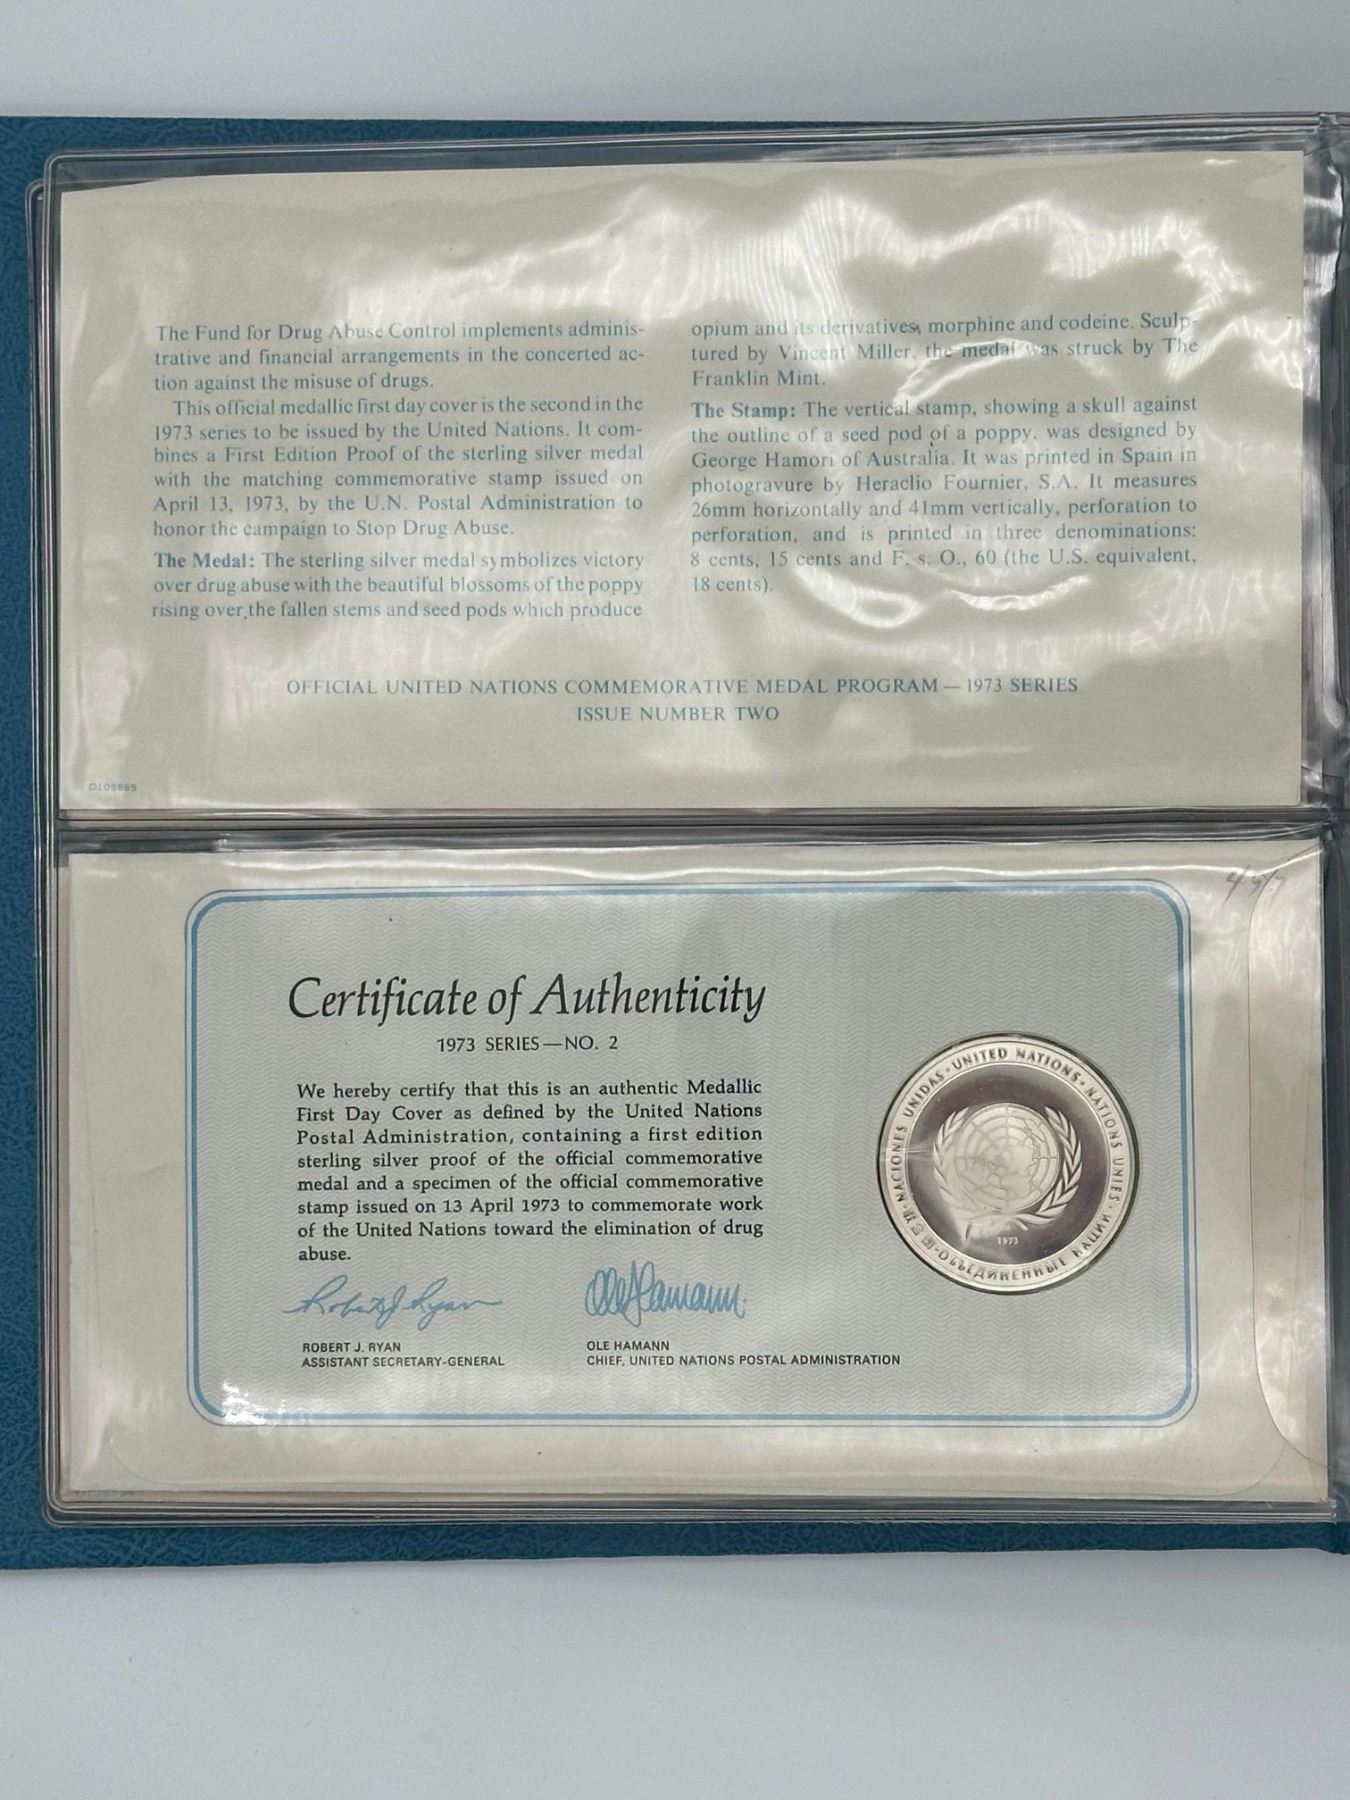 The Fund for Drug Abuse Control implements adminis-
trative and financial arrangements in the concerted ac-
tion against the misuse of drugs.
This official medallic first day cover is the second in the
1973 series to be issued by the United Nations. It com-
bines a First Edition Proof of the sterling silver medal
with the matching commemorative stamp issued on
April 13, 1973, by the U.N. Postal Administration to
honor the campaign to Stop Drug Abuse.
The Medal: The sterling silver medal symbolizes victory
over drug abuse with the beautiful blossoms of the poppy
rising over the fallen stems and seed pods which produce
opium and its derivatives, morphine and codeine. Sculp-
tured by Vincent Miller, the medal was struck by The
Franklin Mint.
The Stamp: The vertical stamp, showing a skull against
the outline of a seed pod of a poppy, was designed by
George Hamori of Australia. It was printed in Spain in
photogravure by Heraclio Fournier, S.A. It measures
26mm horizontally and 41mm vertically, perforation to
perforation, and is printed in three denominations:
8 cents, 15 cents and F. s. O., 60 (the U.S. equivalent,
18 cents).
OFFICIAL UNITED NATIONS COMMEMORATIVE MEDAL PROGRAM — 1973 SERIES
ISSUE NUMBER TWO
Certificate of Authenticity
1973 SERIES—NO. 2
We hereby certify that this is an authentic Medallic
First Day Cover as defined by the United Nations
Postal Administration, containing a first edition
sterling silver proof of the official commemorative
medal and a specimen of the official commemorative
stamp issued on 13 April 1973 to commemorate work
of the United Nations toward the elimination of drug
abuse.
Robert J. Ryan
Ole Hamann
ROBERT J. RYAN
ASSISTANT SECRETARY-GENERAL
OLE HAMANN
CHIEF, UNITED NATIONS POSTAL ADMINISTRATION
NACIONES UNIDAS · UNITED NATIONS · NATIONS UNIES · ОБЪЕДИНЕННЫЕ НАЦИИ
1973